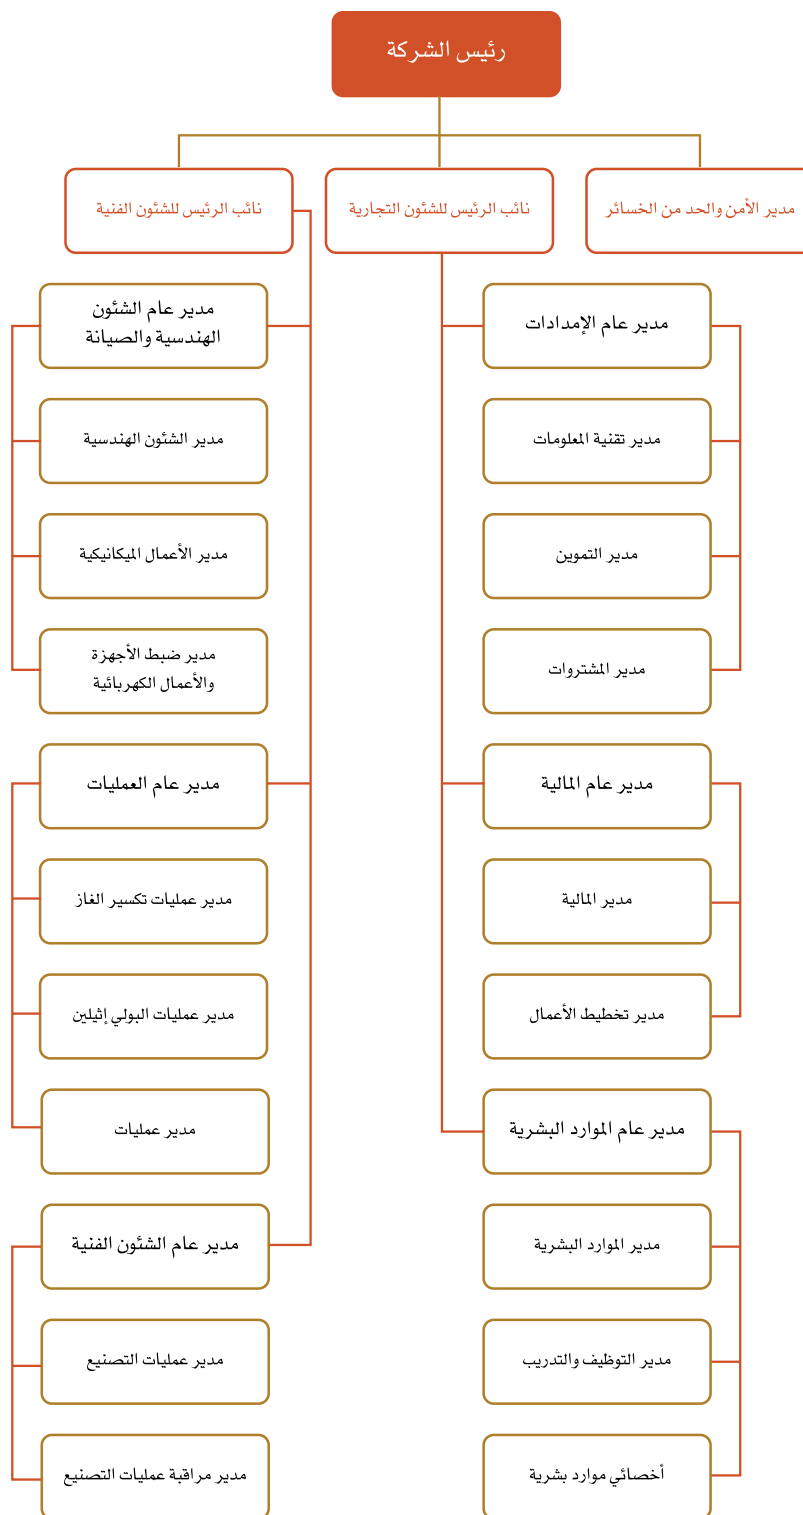 رئيس الشركة
مدير الأمن والحد من الخسائر
نائب الرئيس للشئون التجارية
نائب الرئيس للشئون الفنية
مدير عام الإمدادات
مدير تقنية المعلومات
مدير التموين
مدير المشتروات
مدير عام المالية
مدير المالية
مدير تخطيط الأعمال
مدير عام الموارد البشرية
مدير الموارد البشرية
مدير التوظيف والتدريب
أخصائي موارد بشرية
مدير عام الشئون
الهندسية والصيانة
مدير الشئون الهندسية
مدير الأعمال الميكانيكية
مدير ضبط الأجهزة
والأعمال الكهربائية
مدير عام العمليات
مدير عمليات تكسير الغاز
مدير عمليات البولي إثيلين
مدير عمليات
مدير عام الشئون الفنية
مدير عمليات التصنيع
مدير مراقبة عمليات التصنيع